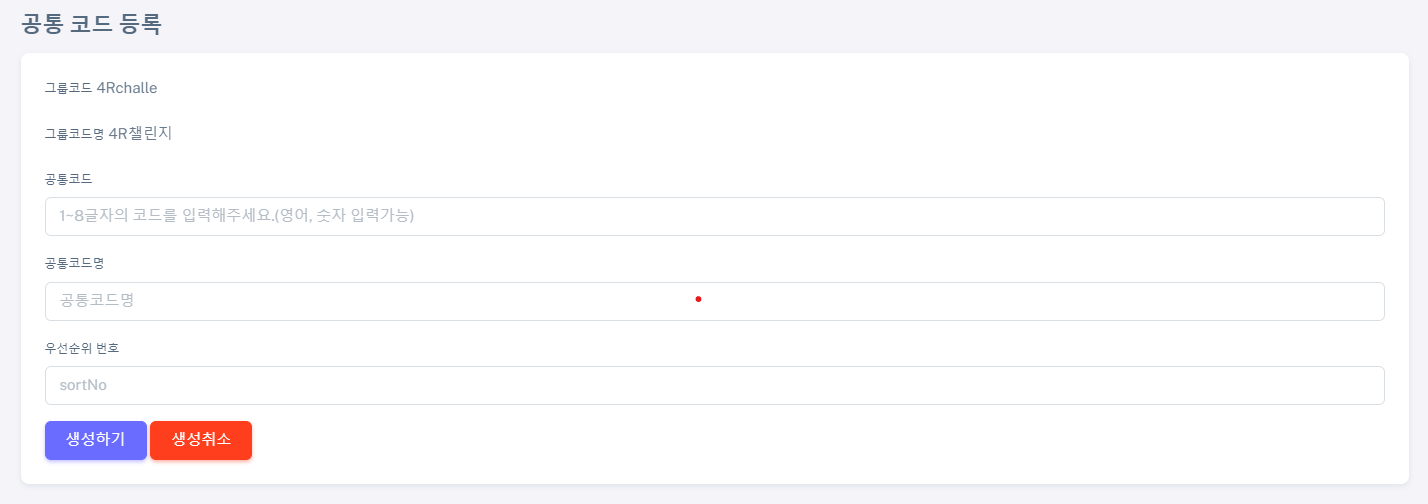 공통 코드 등록
그룹코드 4Rchalle
그룹코드명 4R챌린지
공통코드
1~8글자의 코드를 입력해주세요.(영어, 숫자 입력가능)
공통코드명
공통코드명
우선순위 번호
sortNo
생성하기 생성취소